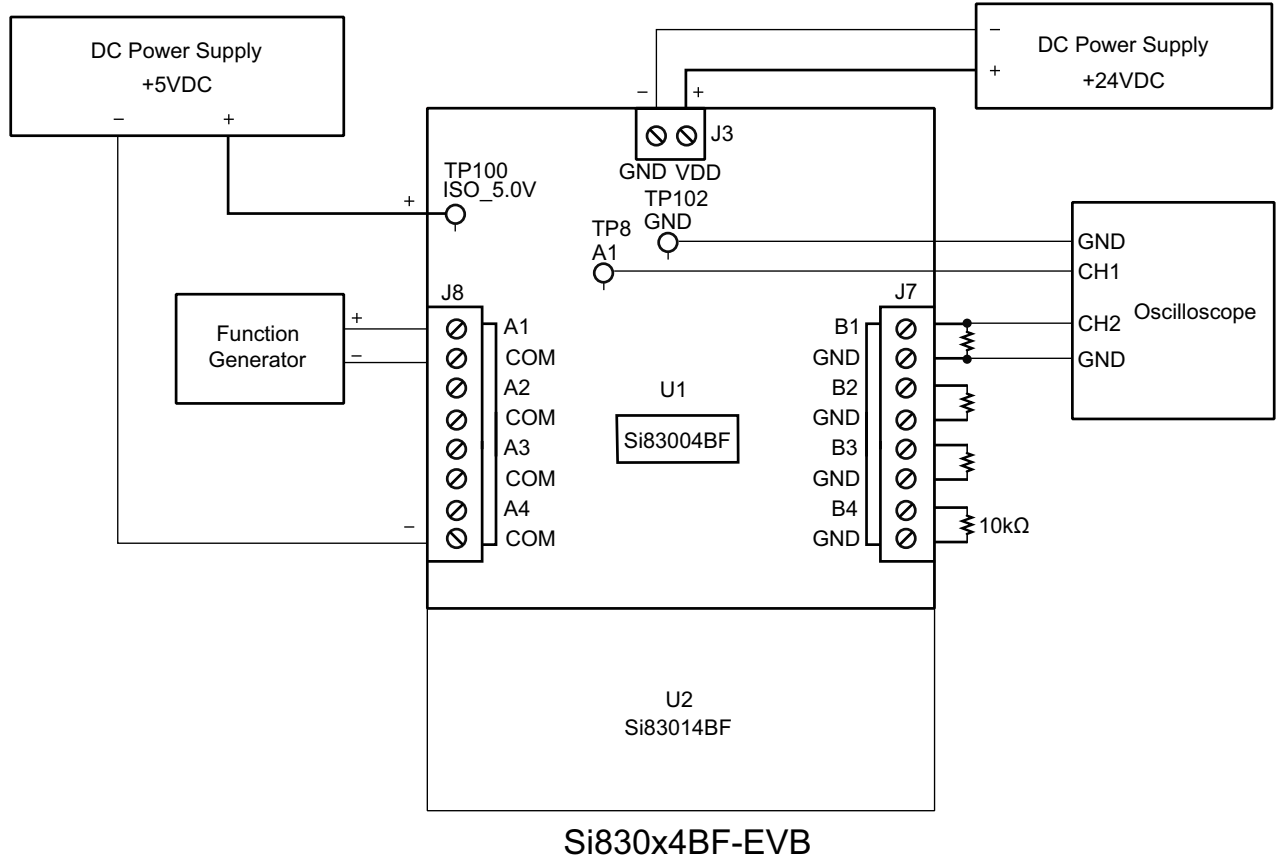 DC Power Supply
+5VDC
− +
DC Power Supply
+24VDC
−
+
− +
J3
GND VDD
TP100
ISO_5.0V
+
TP102
GND
TP8
A1
GND
CH1
CH2
GND
Oscilloscope
Function
Generator
+
−
J8
A1
COM
A2
COM
A3
COM
A4
COM
−
U1
Si83004BF
J7
B1
GND
B2
GND
B3
GND
B4
GND
10kΩ
U2
Si83014BF
Si830x4BF-EVB